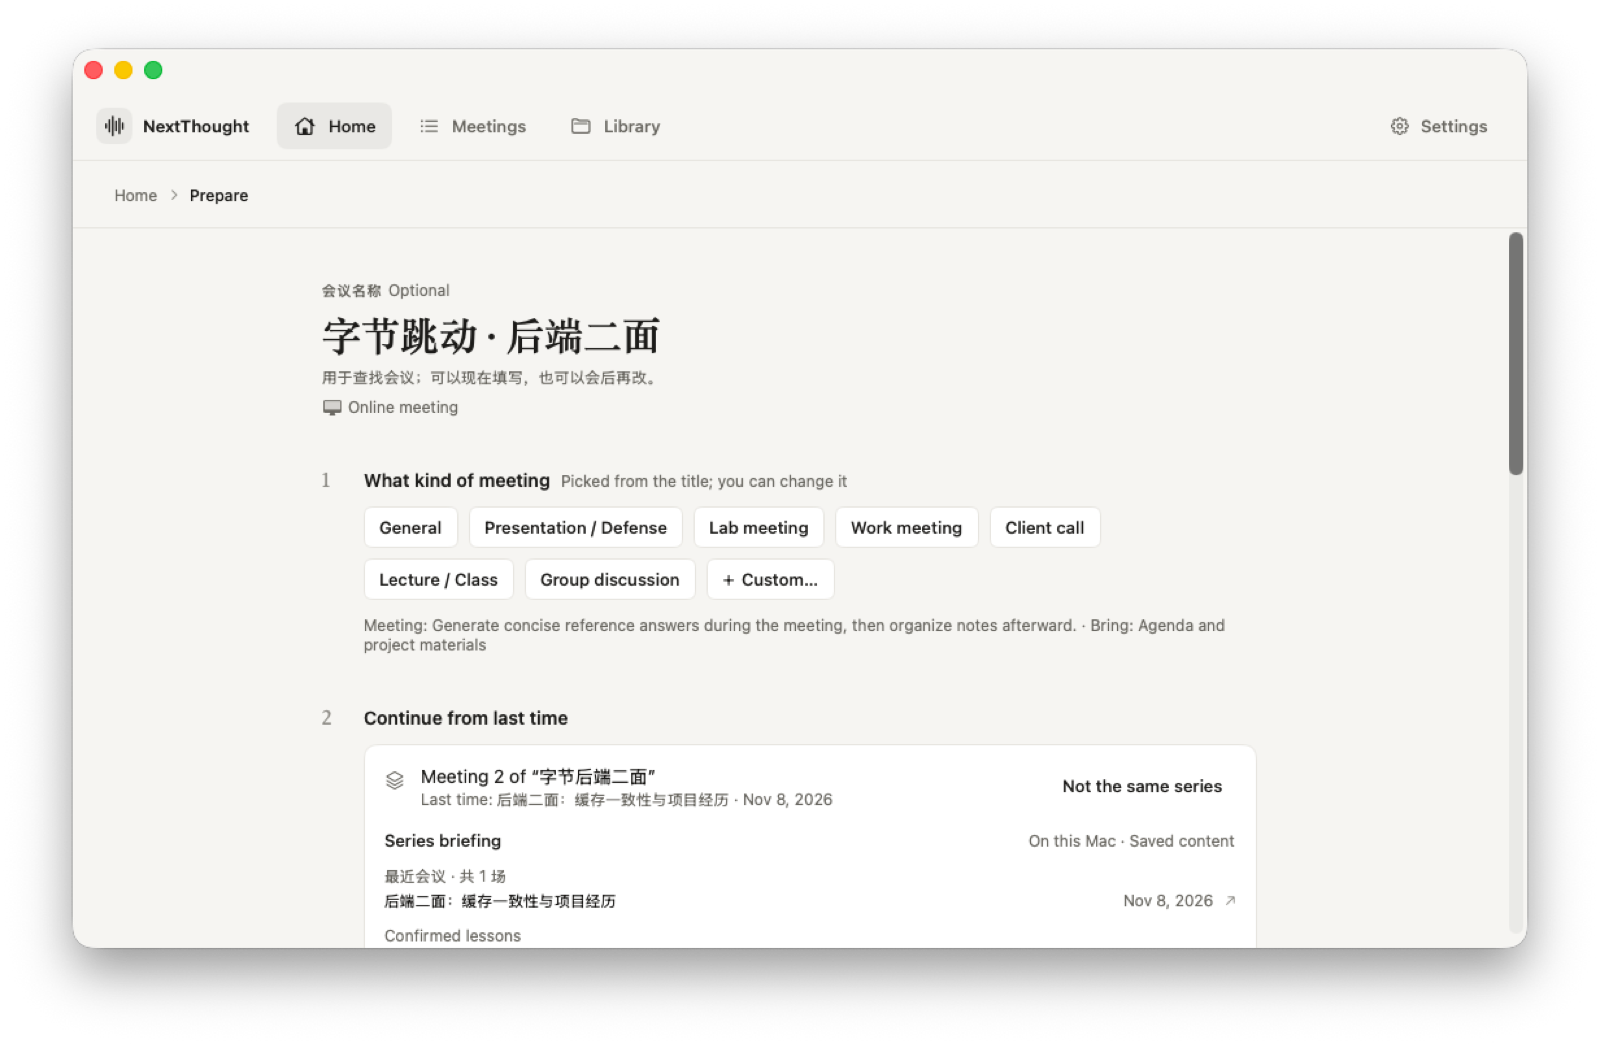 NextThought
Home
Meetings
Library
Settings
Home
Prepare
会议名称 Optional
字节跳动 · 后端二面
用于查找会议；可以现在填写，也可以会后再改。
Online meeting
1
What kind of meeting Picked from the title; you can change it
General
Presentation / Defense
Lab meeting
Work meeting
Client call
Lecture / Class
Group discussion
+ Custom...
Meeting: Generate concise reference answers during the meeting, then organize notes afterward. · Bring: Agenda and
project materials
2
Continue from last time
Meeting 2 of “字节后端二面”
Not the same series
Last time: 后端二面：缓存一致性与项目经历 · Nov 8, 2026
Series briefing
On this Mac · Saved content
最近会议 · 共 1 场
后端二面：缓存一致性与项目经历
Nov 8, 2026
Confirmed lessons